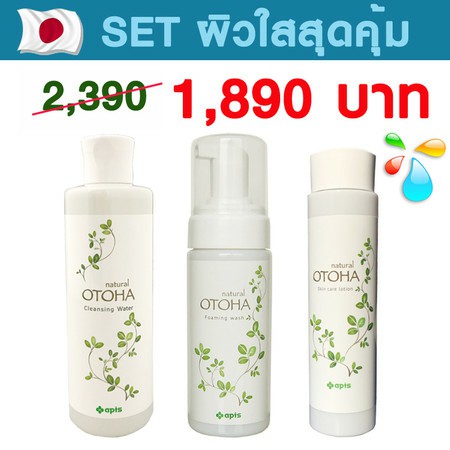 SET ผิวใสสุดคุ้ม
2,390 1,890 บาท
natural
OTOHA
Cleansing Water
apis
natural
OTOHA
Foaming wash
apis
natural
OTOHA
Skin care lotion
apis